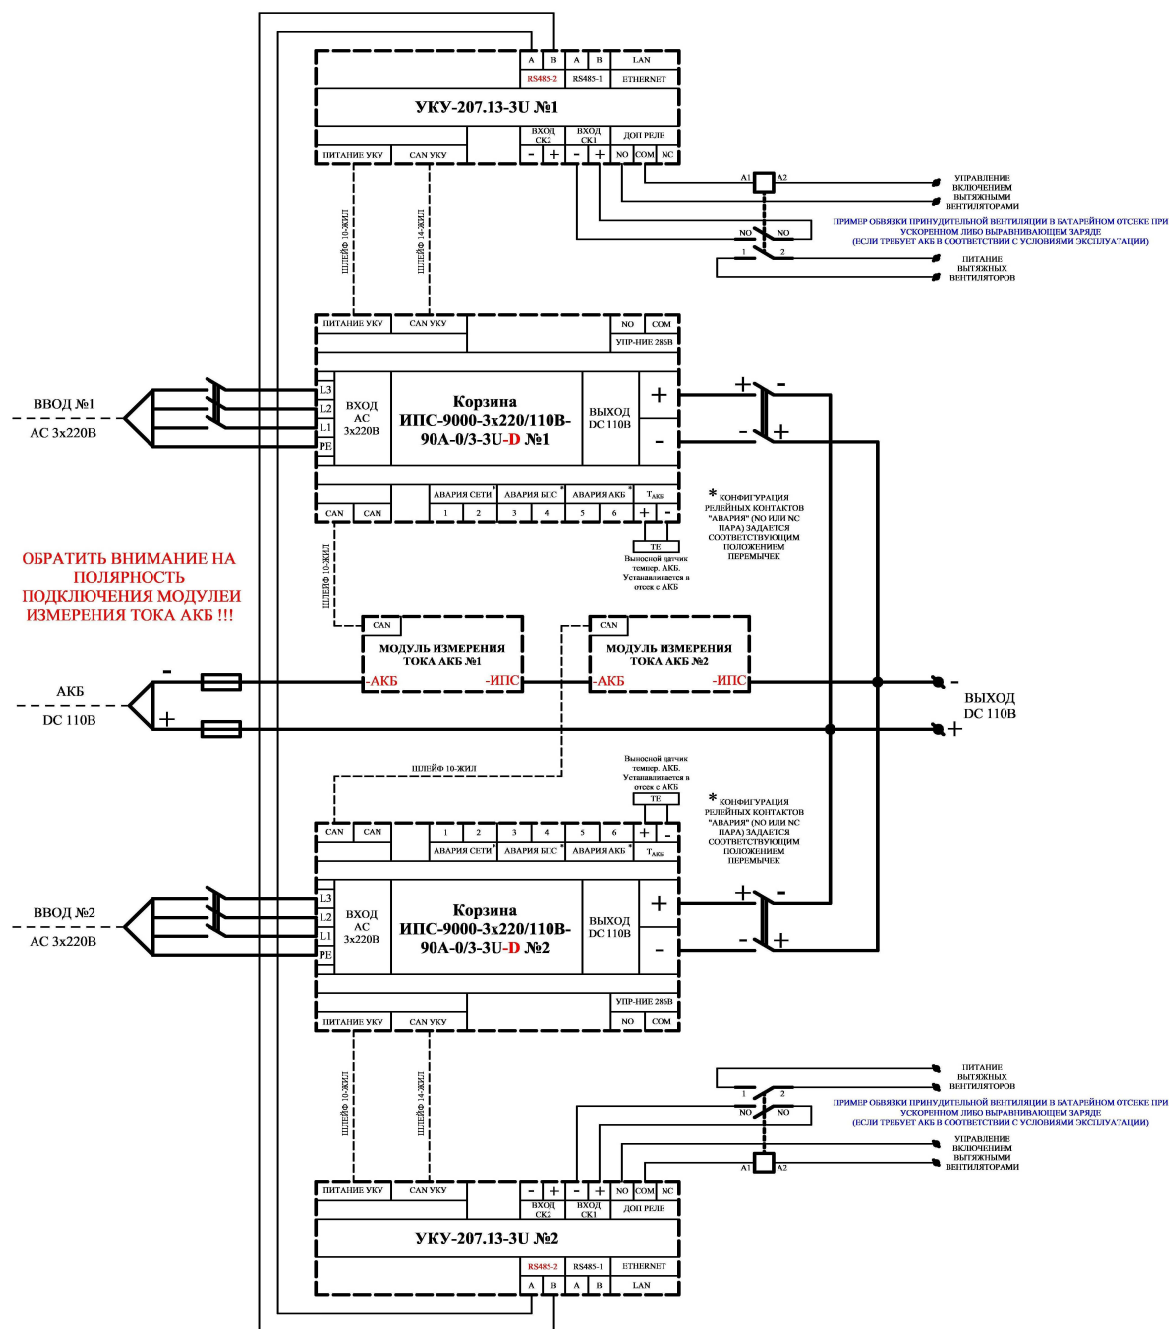 A B A B LAN
RS485-2 RS485-1 ETHERNET
УКУ-207.13-3U №1
ПИТАНИЕ УКУ CAN УКУ
ВХОД СК2 ВХОД СК1 ДОП РЕЛЕ
- + - + NO COM NC
ШЛЕЙФ 10-ЖИЛ
ШЛЕЙФ 14-ЖИЛ
A1 A2
УПРАВЛЕНИЕ
ВКЛЮЧЕНИЕМ
ВЫТЯЖНЫМИ
ВЕНТИЛЯТОРАМИ
ПРИМЕР ОБВЯЗКИ ПРИНУДИТЕЛЬНОЙ ВЕНТИЛЯЦИИ В БАТАРЕЙНОМ ОТСЕКЕ ПРИ
УСКОРЕННОМ ЛИБО ВЫРАВНИВАЮЩЕМ ЗАРЯДЕ
(ЕСЛИ ТРЕБУЕТ АКБ В СООТВЕТСТВИИ С УСЛОВИЯМИ ЭКСПЛУАТАЦИИ)
NO NO
1 2
ПИТАНИЕ
ВЫТЯЖНЫХ
ВЕНТИЛЯТОРОВ
ПИТАНИЕ УКУ CAN УКУ NO COM
УПР-НИЕ 286В
ВВОД №1
AC 3x220В
L3
L2
L1
PE
ВХОД
AC
3x220В
Корзина
ИПС-9000-3x220/110В-
90А-0/3-3U-D №1
ВЫХОД
DC 110В
+
-
+ -
- +
АВАРИЯ СЕТИ* АВАРИЯ БПС* АВАРИЯ АКБ* TАКБ
CAN CAN 1 2 3 4 5 6 + -
ШЛЕЙФ 10-ЖИЛ
TE
Выносной датчик
темпер. АКБ.
Устанавливается в
отсек с АКБ
* КОНФИГУРАЦИЯ
РЕЛЕЙНЫХ КОНТАКТОВ
"АВАРИЯ" (NO ИЛИ NC
ПАРА) ЗАДАЕТСЯ
СООТВЕТСТВУЮЩИМ
ПОЛОЖЕНИЕМ
ПЕРЕМЫЧЕК
ОБРАТИТЬ ВНИМАНИЕ НА
ПОЛЯРНОСТЬ
ПОДКЛЮЧЕНИЯ МОДУЛЕЙ
ИЗМЕРЕНИЯ ТОКА АКБ !!!
CAN
МОДУЛЬ ИЗМЕРЕНИЯ
ТОКА АКБ №1
-АКБ -ИПС
CAN
МОДУЛЬ ИЗМЕРЕНИЯ
ТОКА АКБ №2
-АКБ -ИПС
АКБ
DC 110В
-
+
-
+
ВЫХОД
DC 110В
ШЛЕЙФ 10-ЖИЛ
Выносной датчик
темпер. АКБ.
Устанавливается в
отсек с АКБ
TE
* КОНФИГУРАЦИЯ
РЕЛЕЙНЫХ КОНТАКТОВ
"АВАРИЯ" (NO ИЛИ NC
ПАРА) ЗАДАЕТСЯ
СООТВЕТСТВУЮЩИМ
ПОЛОЖЕНИЕМ
ПЕРЕМЫЧЕК
CAN CAN 1 2 3 4 5 6 + -
АВАРИЯ СЕТИ* АВАРИЯ БПС* АВАРИЯ АКБ* TАКБ
ВВОД №2
AC 3x220В
L3
L2
L1
PE
ВХОД
AC
3x220В
Корзина
ИПС-9000-3x220/110В-
90А-0/3-3U-D №2
ВЫХОД
DC 110В
+
-
+ -
- +
УПР-НИЕ 286В
ПИТАНИЕ УКУ CAN УКУ NO COM
ШЛЕЙФ 10-ЖИЛ
ШЛЕЙФ 14-ЖИЛ
ПИТАНИЕ
ВЫТЯЖНЫХ
ВЕНТИЛЯТОРОВ
1 2
NO NO
ПРИМЕР ОБВЯЗКИ ПРИНУДИТЕЛЬНОЙ ВЕНТИЛЯЦИИ В БАТАРЕЙНОМ ОТСЕКЕ ПРИ
УСКОРЕННОМ ЛИБО ВЫРАВНИВАЮЩЕМ ЗАРЯДЕ
(ЕСЛИ ТРЕБУЕТ АКБ В СООТВЕТСТВИИ С УСЛОВИЯМИ ЭКСПЛУАТАЦИИ)
УПРАВЛЕНИЕ
ВКЛЮЧЕНИЕМ
ВЫТЯЖНЫМИ
ВЕНТИЛЯТОРАМИ
A1 A2
ПИТАНИЕ УКУ CAN УКУ - + - + NO COM NC
ВХОД СК2 ВХОД СК1 ДОП РЕЛЕ
УКУ-207.13-3U №2
RS485-2 RS485-1 ETHERNET
A B A B LAN